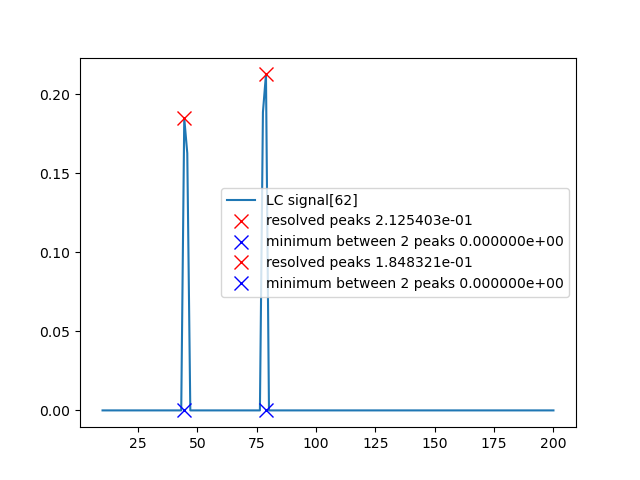 0.20
0.15
0.10
0.05
0.00
LC signal[62]
resolved peaks 2.125403e-01
minimum between 2 peaks 0.000000e+00
resolved peaks 1.848321e-01
minimum between 2 peaks 0.000000e+00
25 50 75 100 125 150 175 200